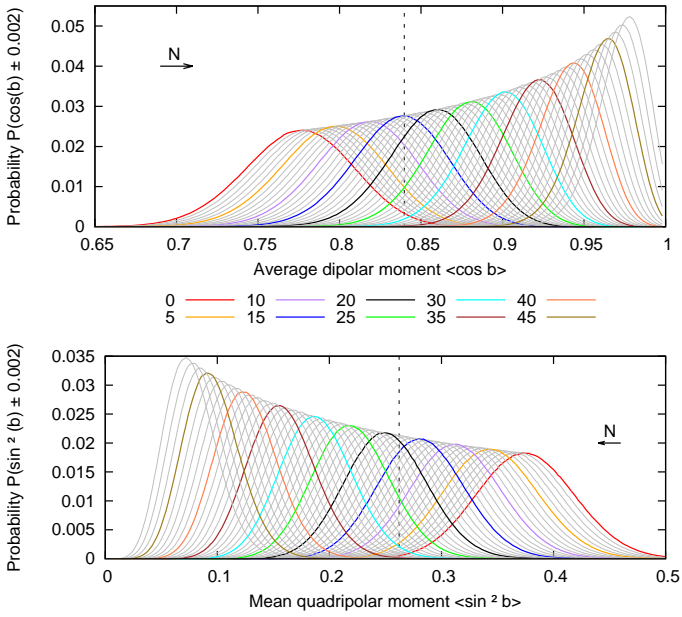 0.05
0.04
0.03
0.02
0.01
0
Probability P(cos(b) ± 0.002)
N
0.65 0.7 0.75 0.8 0.85 0.9 0.95 1
Average dipolar moment <cos b>
0 10 20 30 40
5 15 25 35 45
0.035
0.03
0.025
0.02
0.015
0.01
0.005
0
Probability P(sin ² (b) ± 0.002)
N
0 0.1 0.2 0.3 0.4 0.5
Mean quadripolar moment <sin ² b>